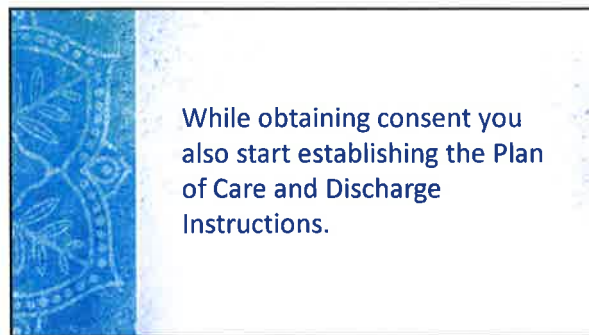 While obtaining consent you
also start establishing the Plan
of Care and Discharge
Instructions.